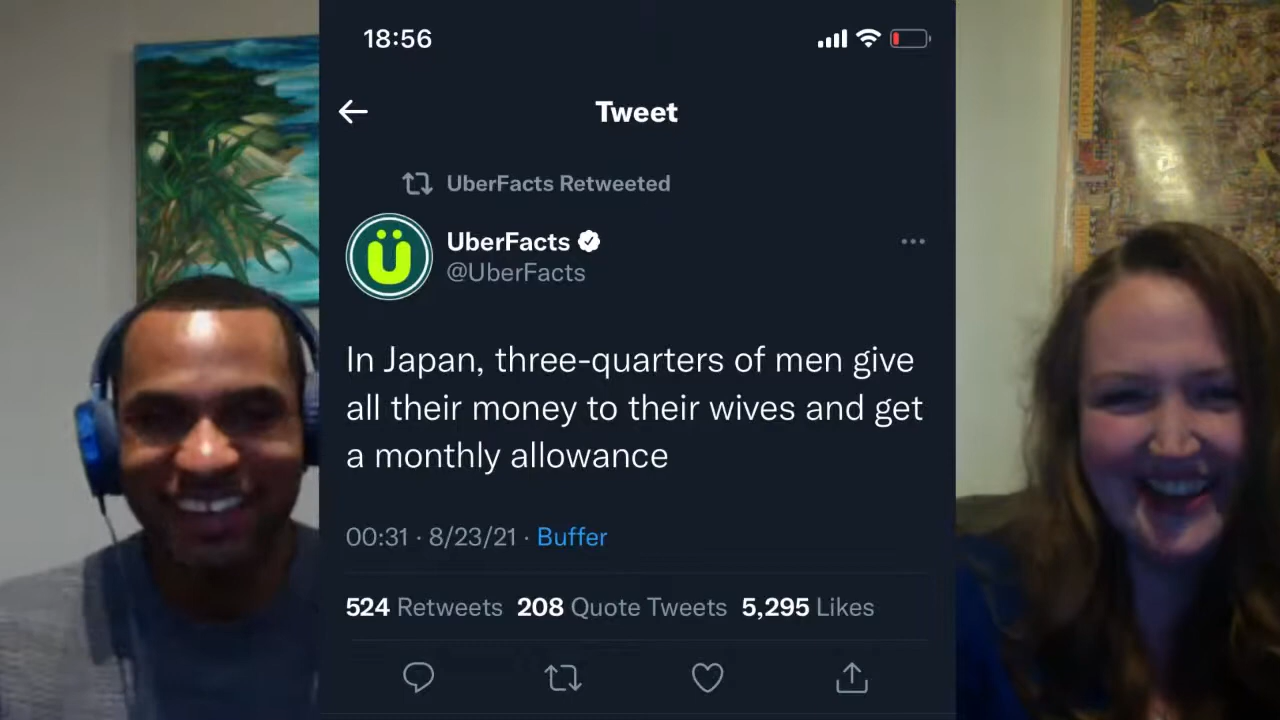 18:56
Tweet
UberFacts Retweeted
Ü
UberFacts
@UberFacts
In Japan, three-quarters of men give
all their money to their wives and get
a monthly allowance
00:31 · 8/23/21 · Buffer
524 Retweets 208 Quote Tweets 5,295 Likes